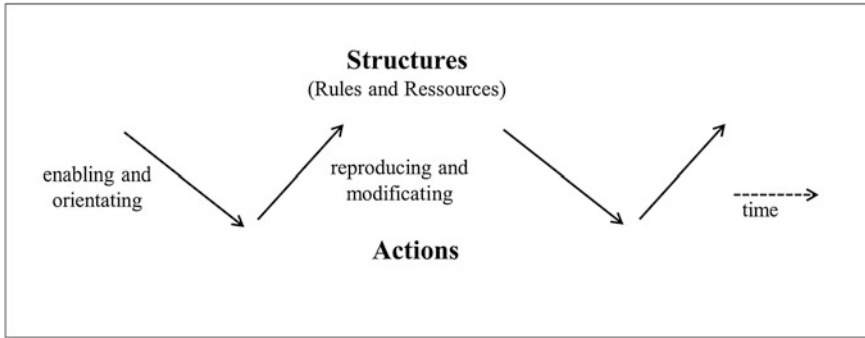 Structures
(Rules and Ressources)
enabling and
orientating
reproducing and
modificating
time
Actions